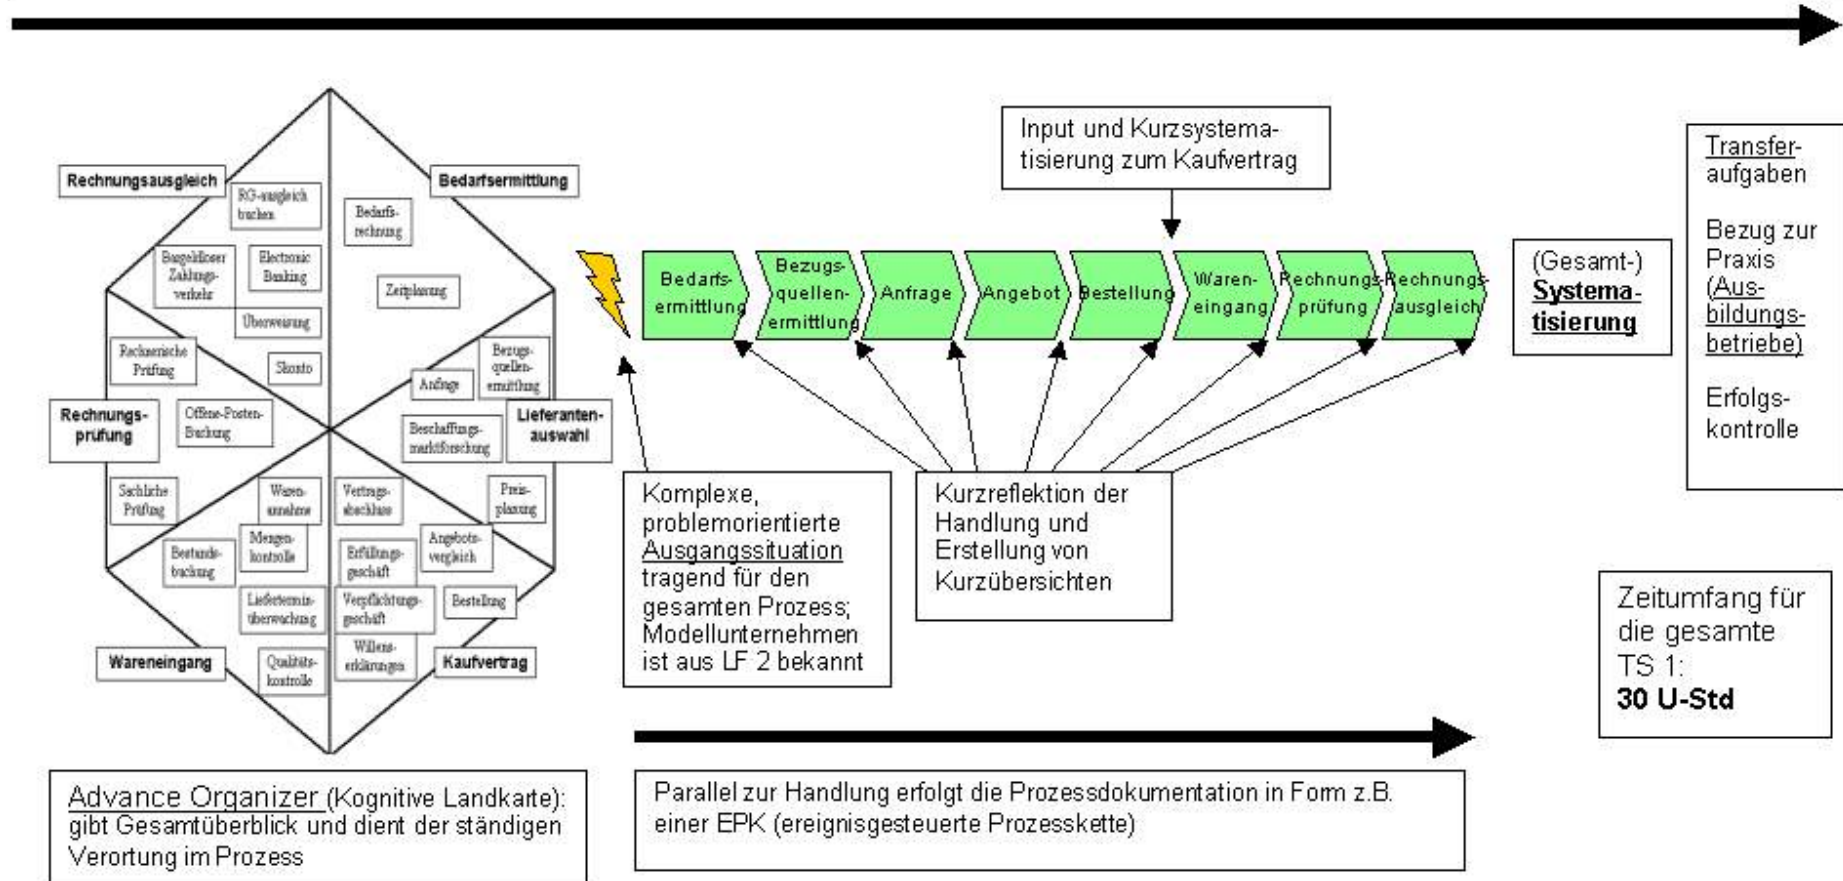 Rechnungsausgleich
Bedarfsermittlung
RG-ausgleich
buchen
Bedarfs-
rechnung
Bargeldloser
Zahlungs-
verkehr
Electronic
Banking
Zeitplanung
Überweisung
Rechnerische
Prüfung
Skonto
Anfrage
Bezugs-
quellen-
ermittlung
Rechnungs-
prüfung
Offene-Posten-
Buchung
Beschaffungs-
marktforschung
Lieferanten-
auswahl
Sachliche
Prüfung
Waren-
annahme
Vertrags-
abschluss
Preis-
planung
Bestands-
buchung
Mengen-
kontrolle
Erfüllungs-
geschäft
Angebots-
vergleich
Liefertermin-
überwachung
Verpflichtungs-
geschäft
Bestellung
Wareneingang
Qualitäts-
kontrolle
Willens-
erklärungen
Kaufvertrag
Advance Organizer (Kognitive Landkarte):
gibt Gesamtüberblick und dient der ständigen
Verortung im Prozess
Input und Kurzsystema-
tisierung zum Kaufvertrag
Bedarfs-
ermittlung
Bezugs-
quellen-
ermittlung
Anfrage
Angebot
Bestellung
Waren-
eingang
Rechnungs-
prüfung
Rechnungs-
ausgleich
Komplexe,
problemorientierte
Ausgangssituation
tragend für den
gesamten Prozess;
Modellunternehmen
ist aus LF 2 bekannt
Kurzreflektion der
Handlung und
Erstellung von
Kurzübersichten
Parallel zur Handlung erfolgt die Prozessdokumentation in Form z.B.
einer EPK (ereignisgesteuerte Prozesskette)
(Gesamt-)
Systema-
tisierung
Transfer-
aufgaben
Bezug zur
Praxis
(Aus-
bildungs-
betriebe)
Erfolgs-
kontrolle
Zeitumfang für
die gesamte
TS 1:
30 U-Std